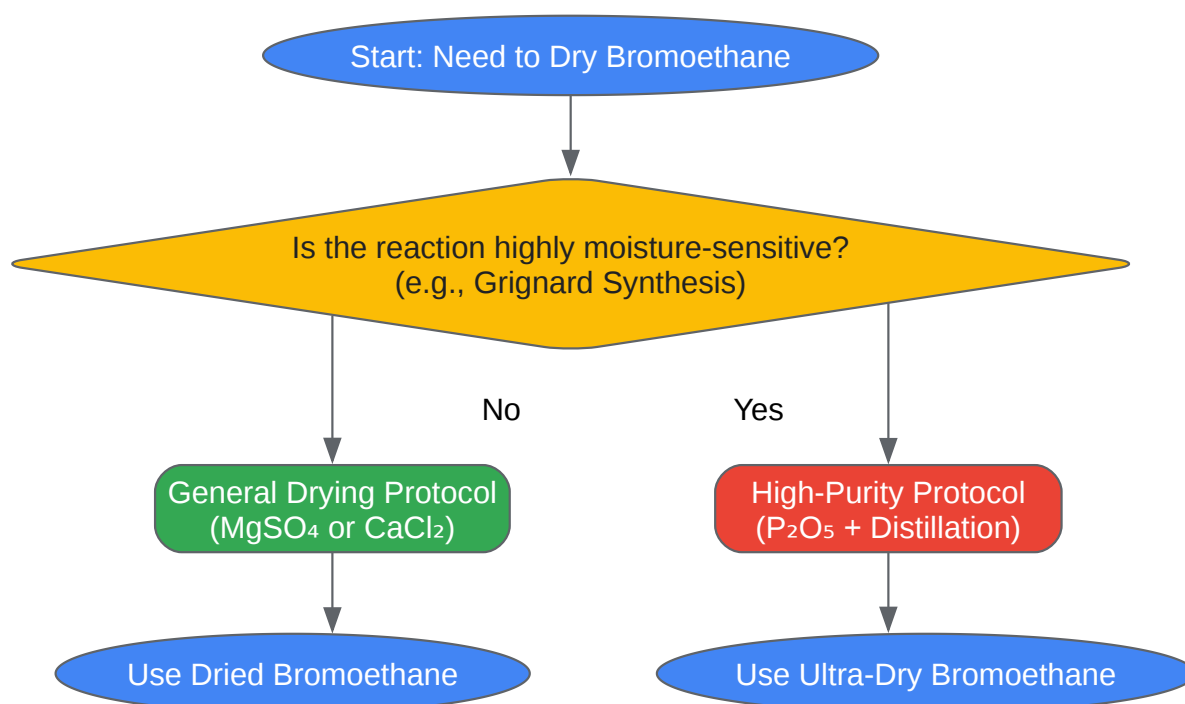 Start: Need to Dry Bromoethane
Is the reaction highly moisture-sensitive?
(e.g., Grignard Synthesis)
No
Yes
General Drying Protocol
(MgSO₄ or CaCl₂)
High-Purity Protocol
(P₂O₅ + Distillation)
Use Dried Bromoethane
Use Ultra-Dry Bromoethane